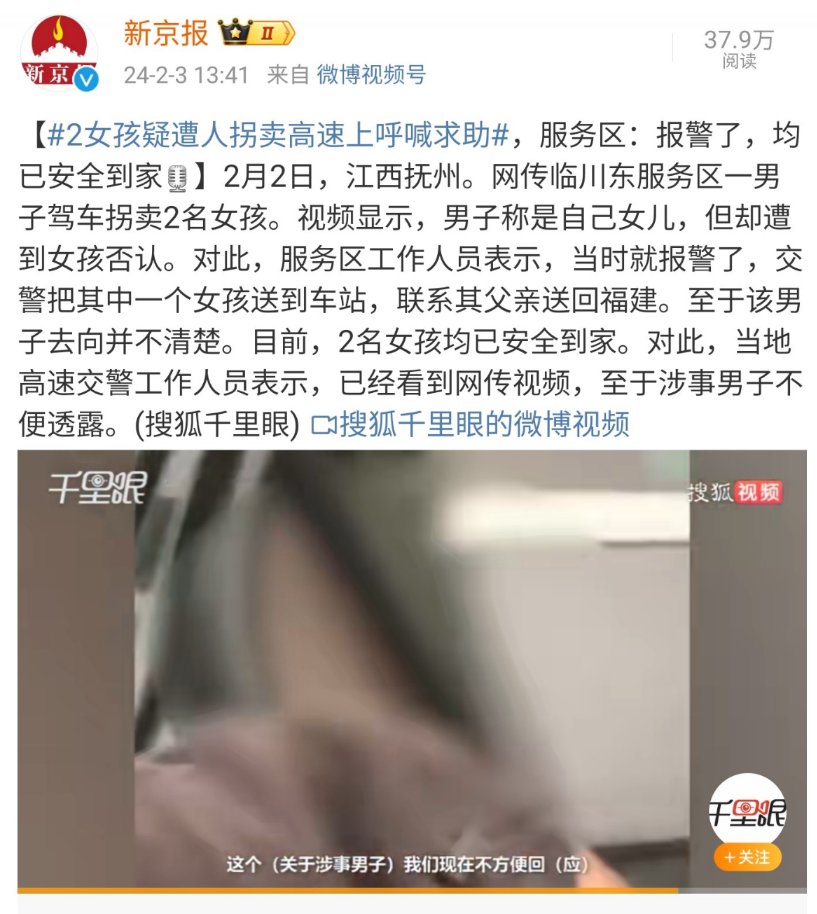 新京报 II
新京报
24-2-3 13:41 来自 微博视频号
37.9万
阅读
【#2女孩疑遭人拐卖高速上呼喊求助#，服务区：报警了，均
已安全到家🎙️】2月2日，江西抚州。网传临川东服务区一男
子驾车拐卖2名女孩。视频显示，男子称是自己女儿，但却遭
到女孩否认。对此，服务区工作人员表示，当时就报警了，交
警把其中一个女孩送到车站，联系其父亲送回福建。至于该男
子去向并不清楚。目前，2名女孩均已安全到家。对此，当地
高速交警工作人员表示，已经看到网传视频，至于涉事男子不
便透露。(搜狐千里眼) 搜狐千里眼的微博视频
千里眼
搜狐视频
千里眼
+关注
这个（关于涉事男子）我们现在不方便回（应）